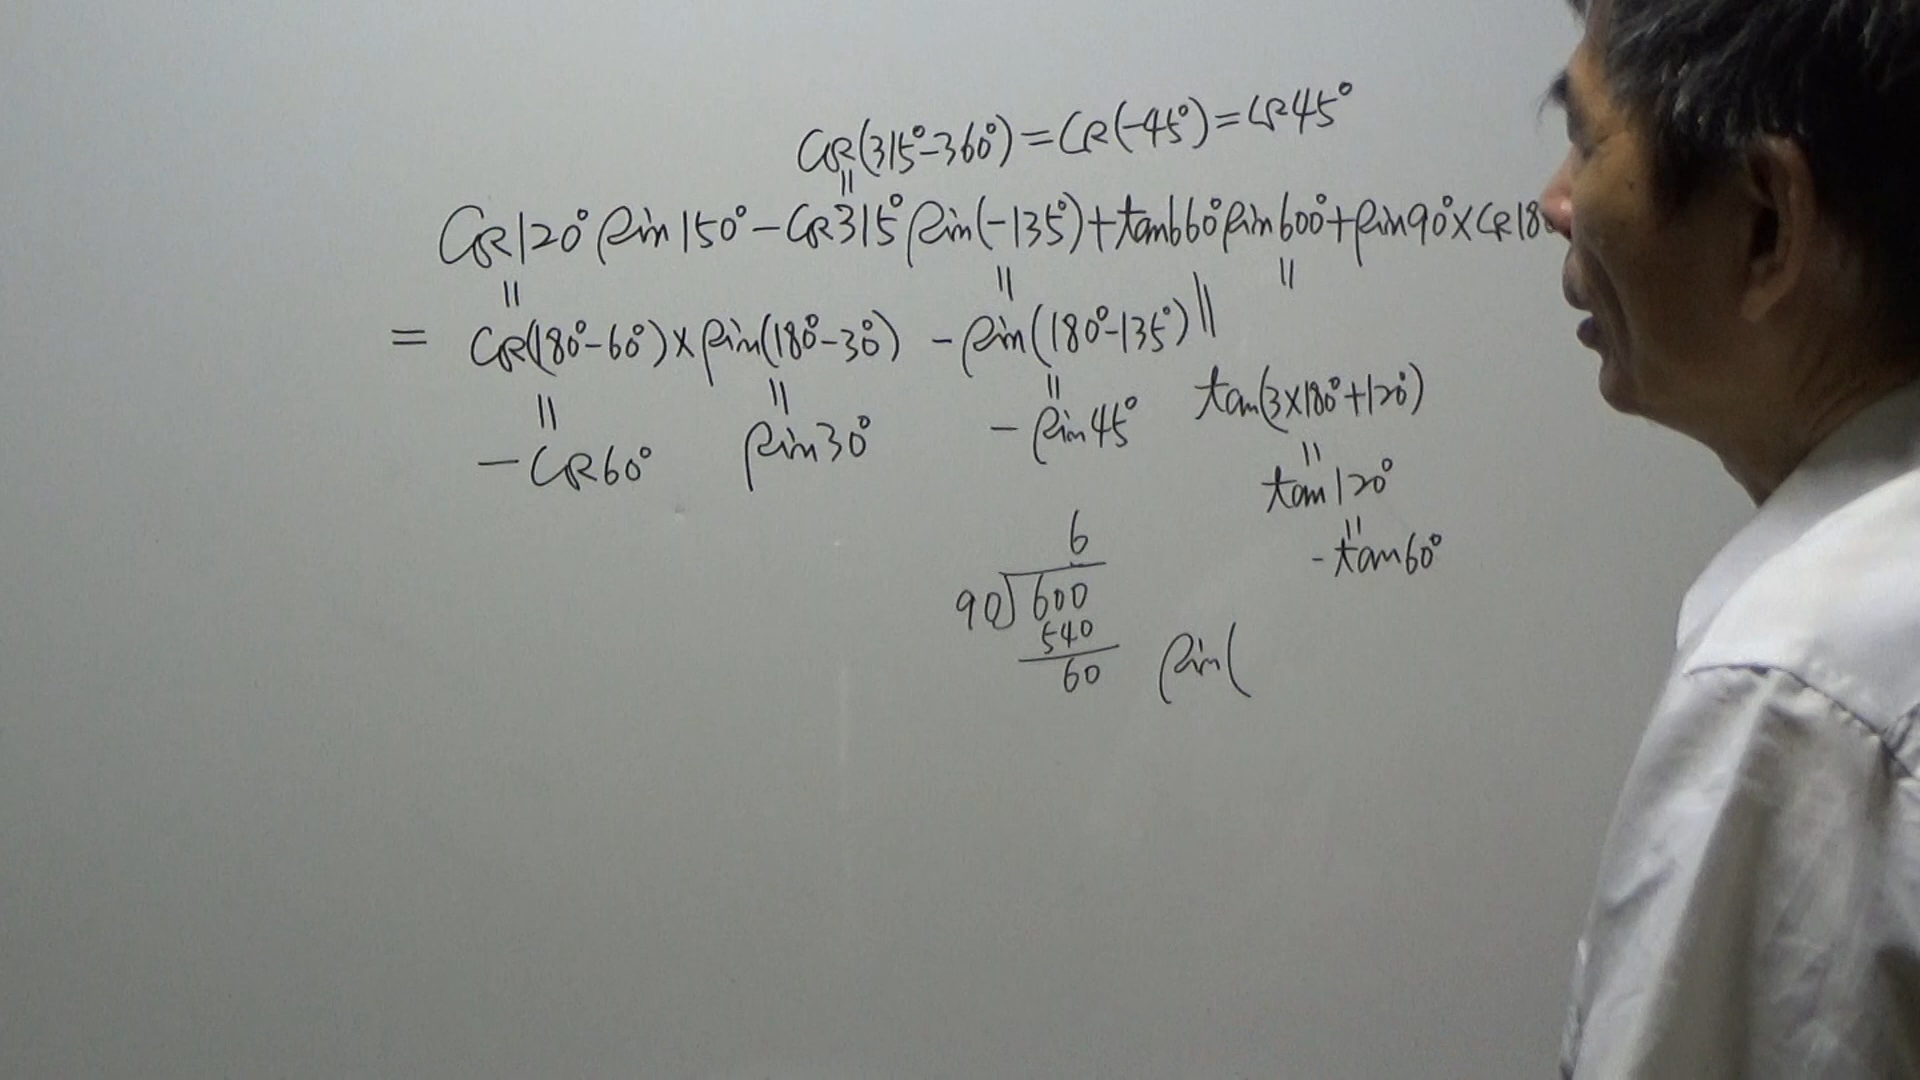 cos(315°-360°)=cos(-45°)=cos45°
||
cos120°sin150°-cos315°sin(-135°)+tan660°sin600°+sin90°×cos18
|| || ||
= cos(180°-60°)×sin(180°-30°) -sin(180°-135°) ||
|| || || tan(3×180°+120°)
-cos60° sin30° -sin45° ||
tan120°
||
6 -tan60°
90)600
540
60 sin(